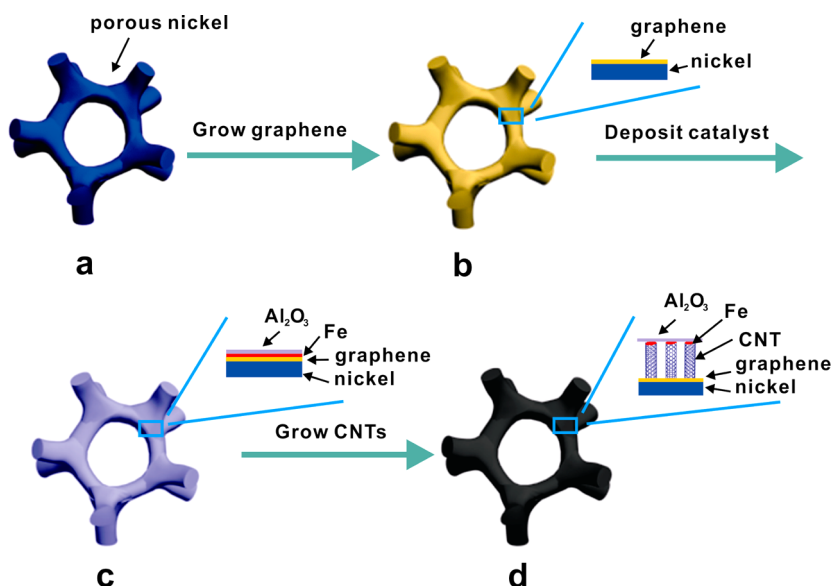 porous nickel
Grow graphene
a
graphene
nickel
Deposit catalyst
b
Al₂O₃
Fe
graphene
nickel
Grow CNTs
c
Al₂O₃
Fe
CNT
graphene
nickel
d